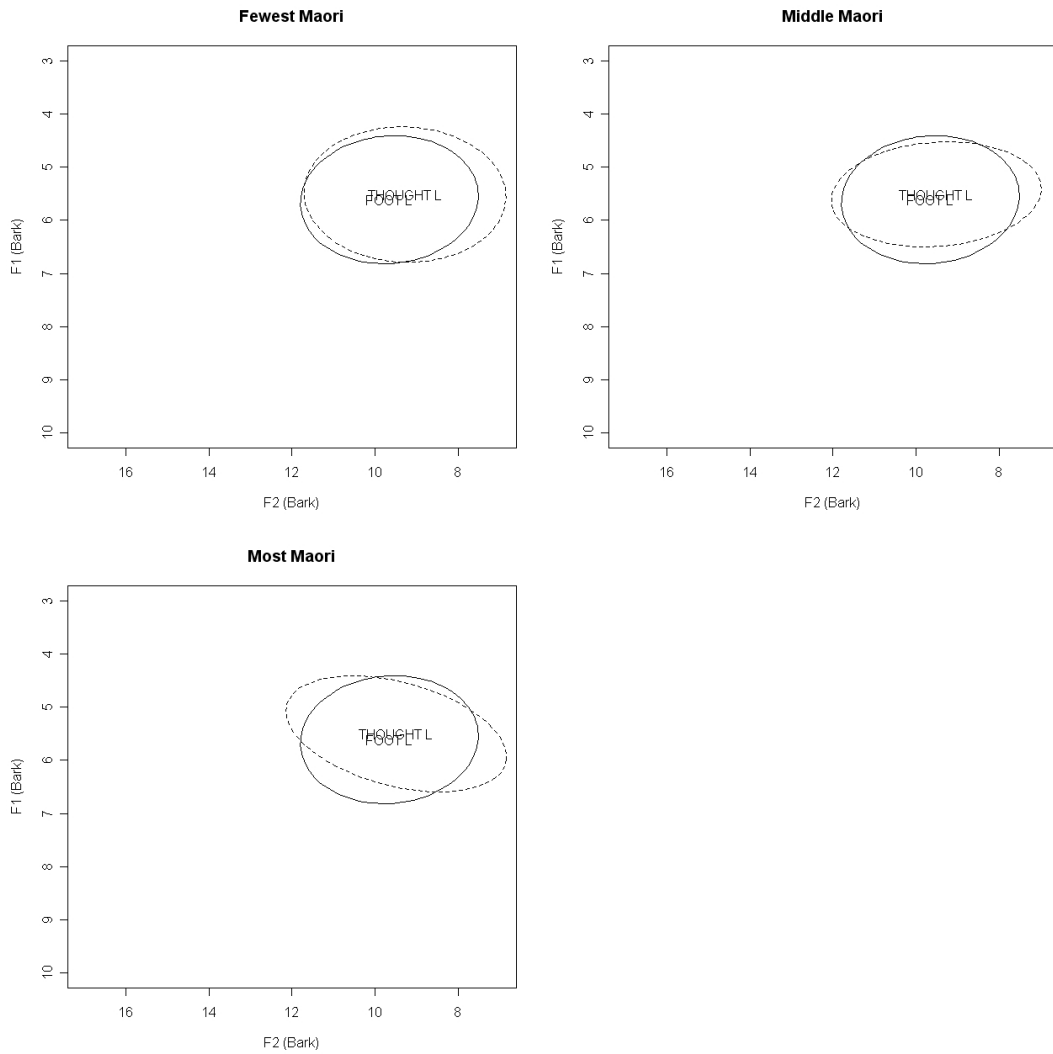 Fewest Maori
3
4
5
6
7
8
9
10
F1 (Bark)
THOUGHT L
FOOT L
16 14 12 10 8
F2 (Bark)
Middle Maori
3
4
5
6
7
8
9
10
F1 (Bark)
THOUGHT L
FOOT L
16 14 12 10 8
F2 (Bark)
Most Maori
3
4
5
6
7
8
9
10
F1 (Bark)
THOUGHT L
FOOT L
16 14 12 10 8
F2 (Bark)